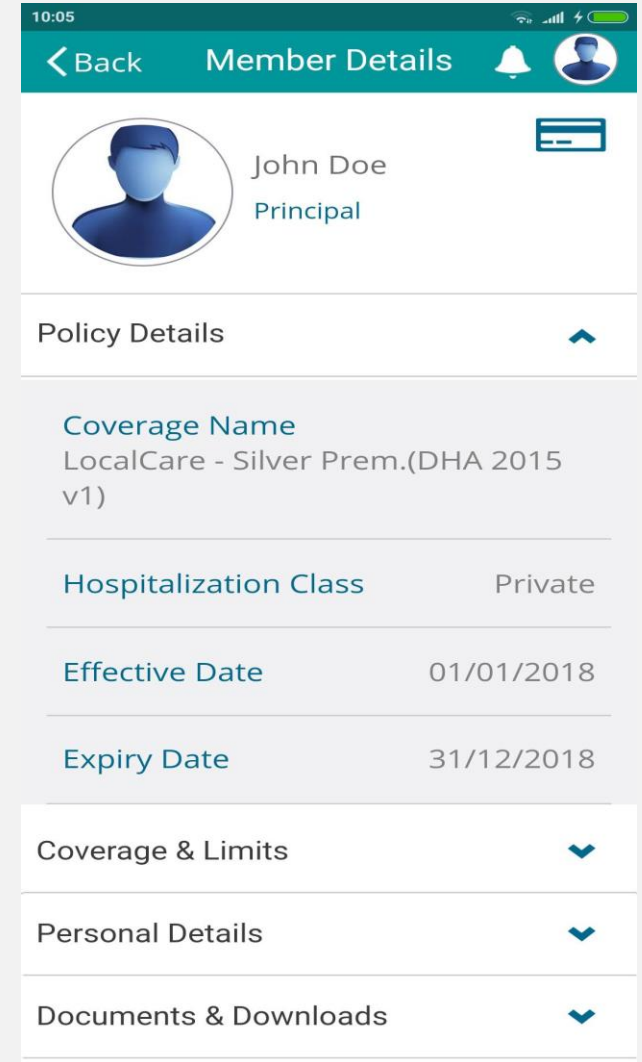 10:05
Back Member Details
John Doe
Principal
Policy Details
Coverage Name
LocalCare - Silver Prem.(DHA 2015
v1)
Hospitalization Class Private
Effective Date 01/01/2018
Expiry Date 31/12/2018
Coverage & Limits
Personal Details
Documents & Downloads